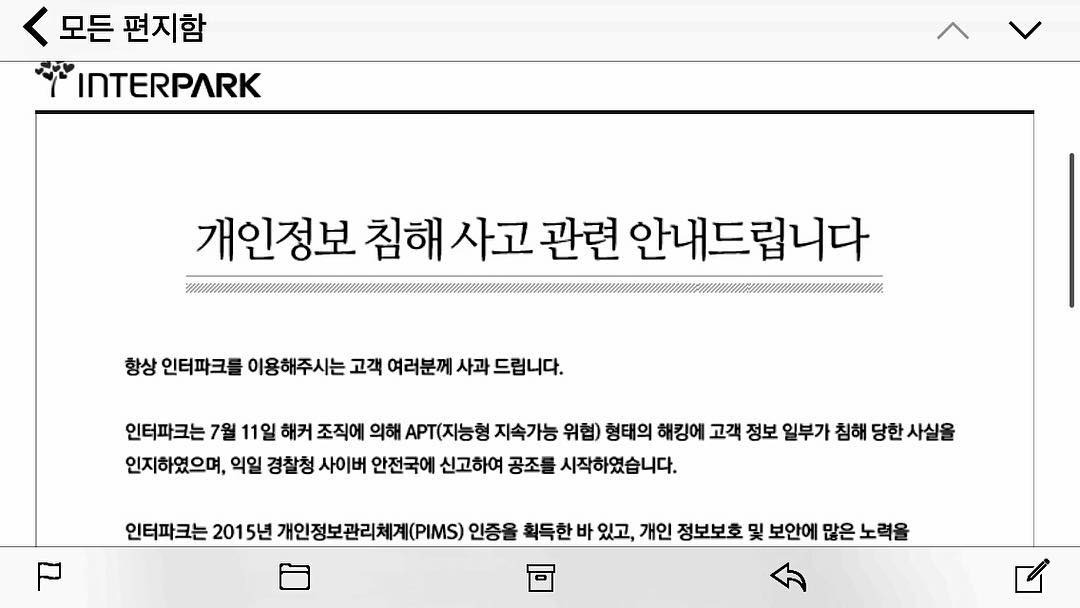 모든 편지함
INTERPARK
개인정보 침해 사고 관련 안내드립니다
항상 인터파크를 이용해주시는 고객 여러분께 사과 드립니다.
인터파크는 7월 11일 해커 조직에 의해 APT(지능형 지속가능 위협) 형태의 해킹에 고객 정보 일부가 침해 당한 사실을
인지하였으며, 익일 경찰청 사이버 안전국에 신고하여 공조를 시작하였습니다.
인터파크는 2015년 개인정보관리체계(PIMS) 인증을 획득한 바 있고, 개인 정보보호 및 보안에 많은 노력을